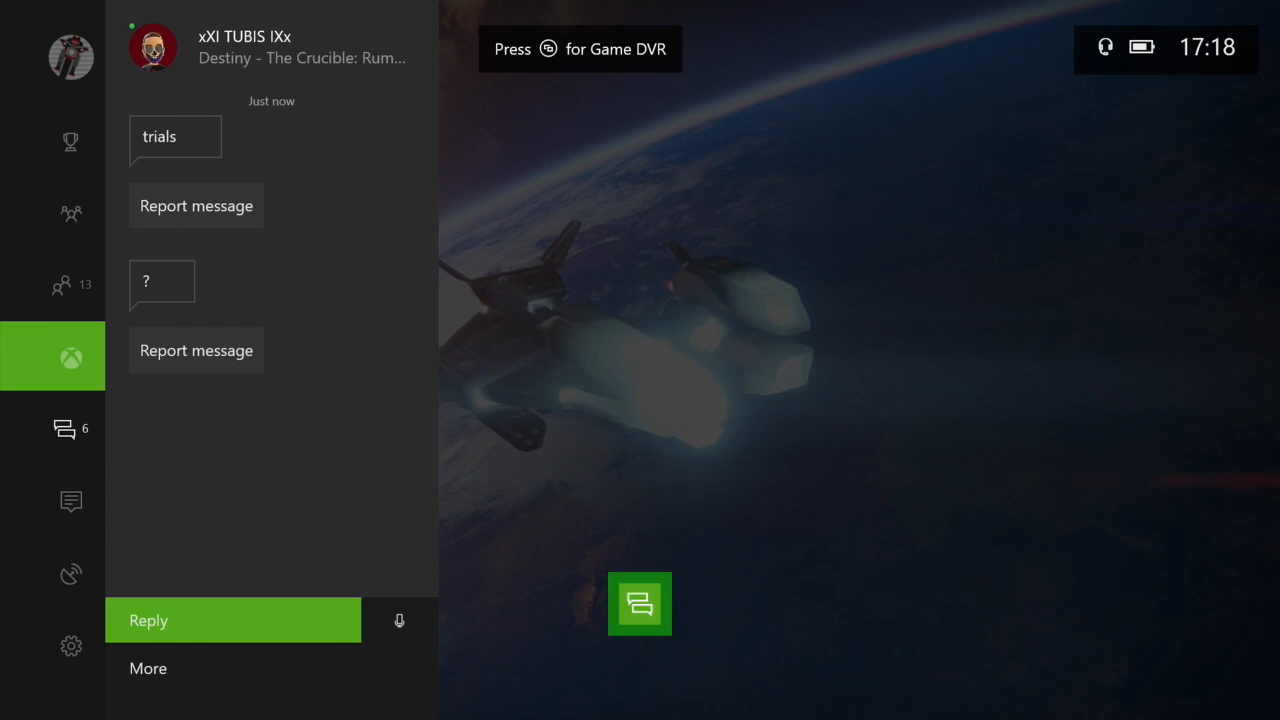 xXI TUBIS IXx
Destiny - The Crucible: Rum...
Just now
trials
Report message
?
Report message
13
6
Reply
More
Press for Game DVR
17:18